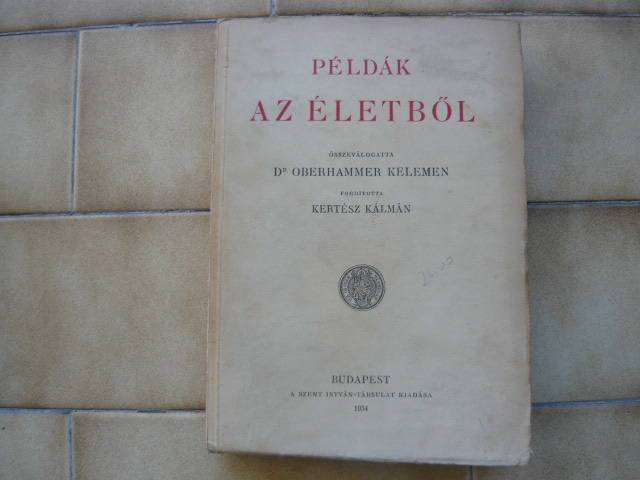 PÉLDÁK
AZ ÉLETBŐL
ÖSSZEVÁLOGATTA
Dᴿ OBERHAMMER KELEMEN
FORDÍTOTTA
KERTÉSZ KÁLMÁN
BUDAPEST
A SZENT ISTVÁN-TÁRSULAT KIADÁSA
1934